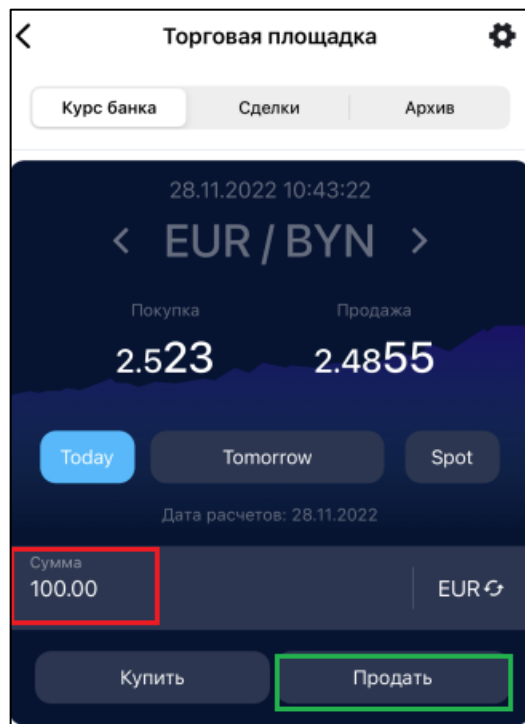 Торговая площадка
Курс банка Сделки Архив
28.11.2022 10:43:22
< EUR / BYN >
Покупка Продажа
2.523 2.4855
Today Tomorrow Spot
Дата расчетов: 28.11.2022
Сумма
100.00 EUR
Купить Продать